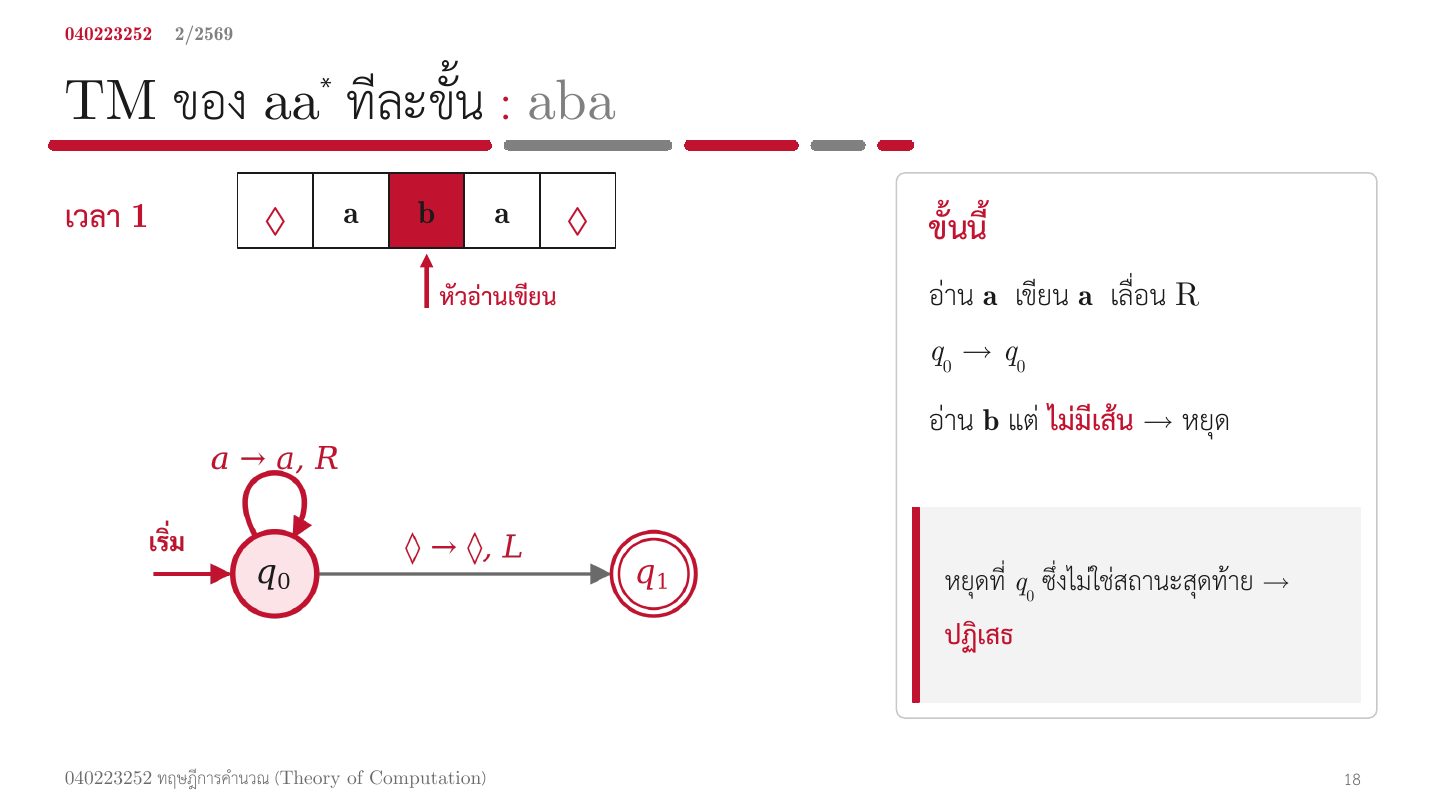 040223252 2/2569
TM ของ aa* ทีละขั้น : aba
เวลา 1
◊ a b a ◊
หัวอ่านเขียน
a → a, R
เริ่ม
q0
◊ → ◊, L
q1
ขั้นนี้
อ่าน a เขียน a เลื่อน R
q0 → q0
อ่าน b แต่ ไม่มีเส้น → หยุด
หยุดที่ q0 ซึ่งไม่ใช่สถานะสุดท้าย →
ปฏิเสธ
040223252 ทฤษฎีการคำนวณ (Theory of Computation)
18